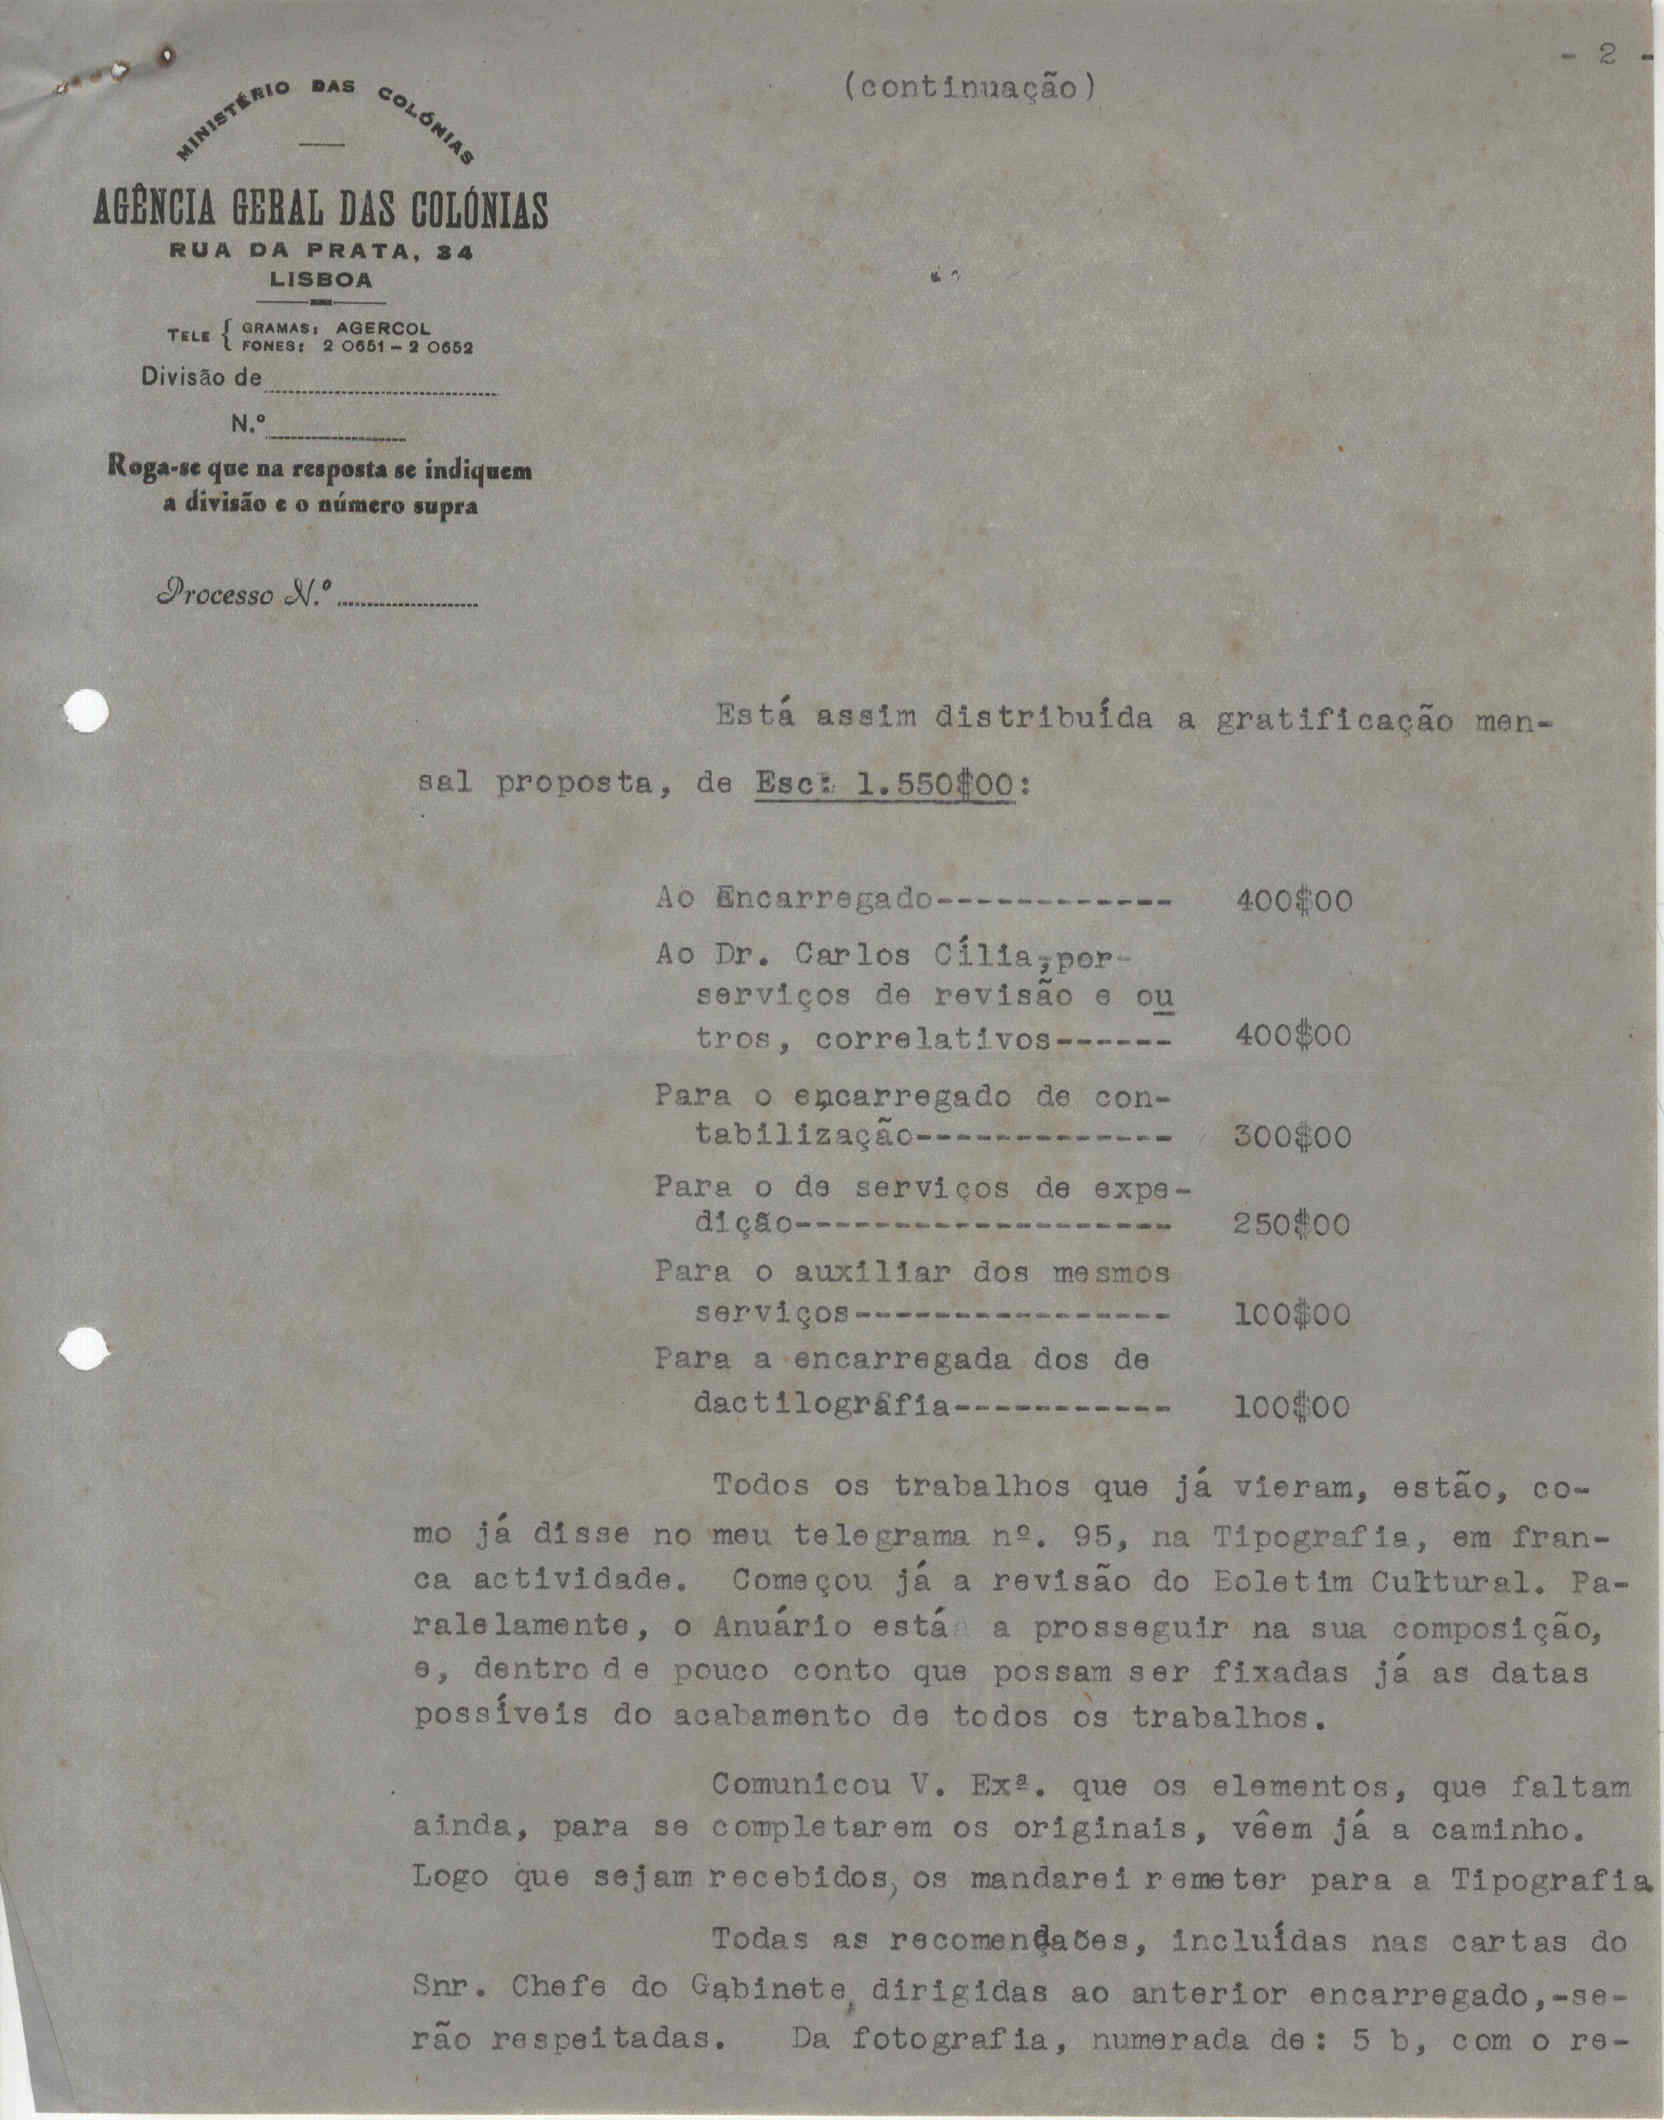 - 2 -
(continuação)
MINISTÉRIO DAS COLÓNIAS
AGÊNCIA GERAL DAS COLÓNIAS
RUA DA PRATA, 34
LISBOA
TELE { GRAMAS: AGERCOL
FONES: 2 0651 – 2 0652
Divisão de
N.º
Roga-se que na resposta se indiquem
a divisão e o número supra
Processo N.º
Está assim distribuída a gratificação men-
sal proposta, de Esc: 1.550$00:
Ao Encarregado------------ 400$00
Ao Dr. Carlos Cília,por-
serviços de revisão e ou
tros, correlativos------ 400$00
Para o encarregado de con-
tabilização------------- 300$00
Para o de serviços de expe-
dição------------------- 250$00
Para o auxiliar dos mesmos
serviços---------------- 100$00
Para a encarregada dos de
dactilografia----------- 100$00
Todos os trabalhos que já vieram, estão, co-
mo já disse no meu telegrama nº. 95, na Tipografia, em fran-
ca actividade. Começou já a revisão do Boletim Cultural. Pa-
ralelamente, o Anuário está a prosseguir na sua composição,
e, dentro de pouco conto que possam ser fixadas já as datas
possíveis do acabamento de todos os trabalhos.
Comunicou V. Exª. que os elementos, que faltam
ainda, para se completarem os originais, vêem já a caminho.
Logo que sejam recebidos, os mandarei remeter para a Tipografia.
Todas as recomendações, incluídas nas cartas do
Snr. Chefe do Gabinete, dirigidas ao anterior encarregado,-se-
rão respeitadas. Da fotografia, numerada de: 5 b, com o re-